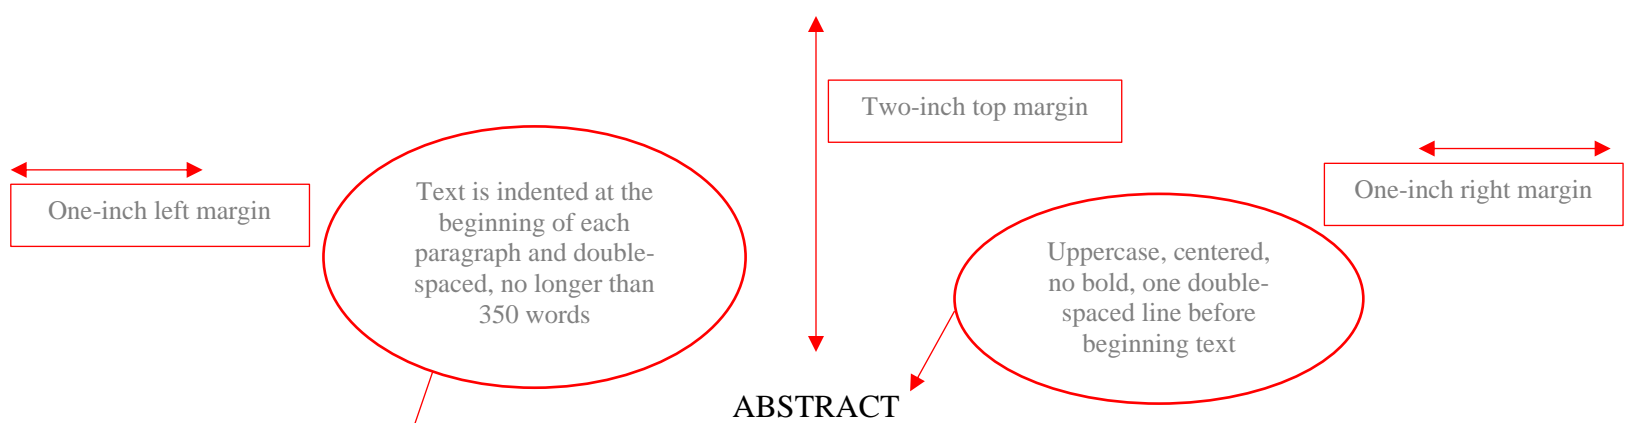 Two-inch top margin
One-inch left margin
Text is indented at the
beginning of each
paragraph and double-
spaced, no longer than
350 words
One-inch right margin
Uppercase, centered,
no bold, one double-
spaced line before
beginning text
ABSTRACT